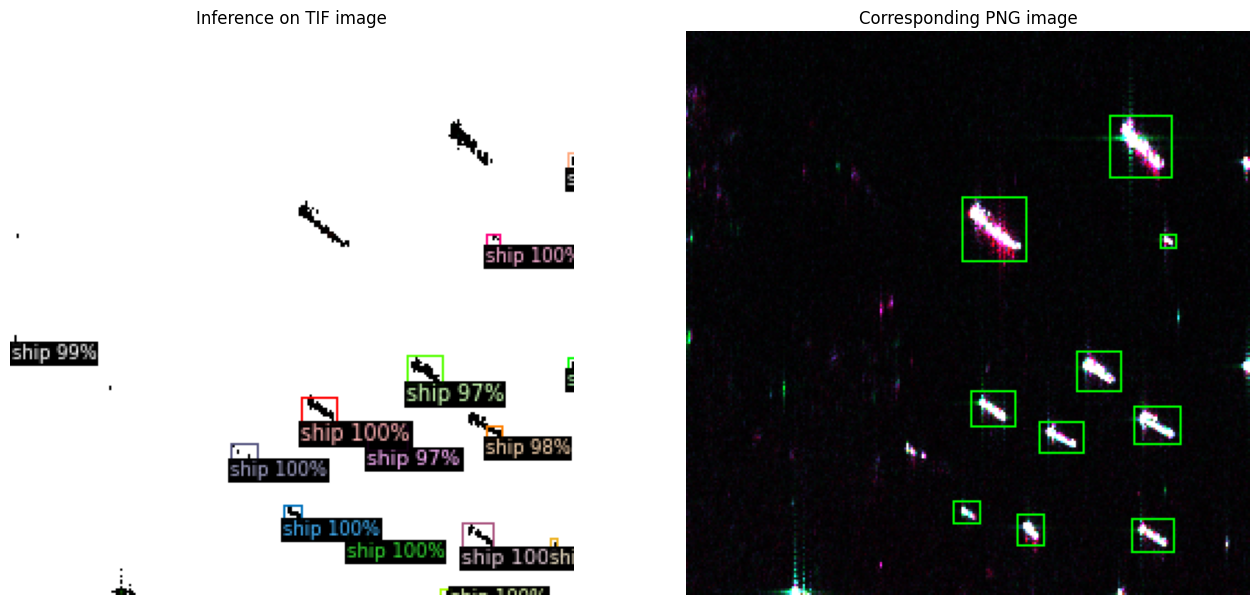 Inference on TIF image
Corresponding PNG image
ship 100%
ship 99%
ship 97%
ship 100%
ship 97%
ship 98%
ship 100%
ship 100%
ship 100%
ship 100
shi
ship 100%